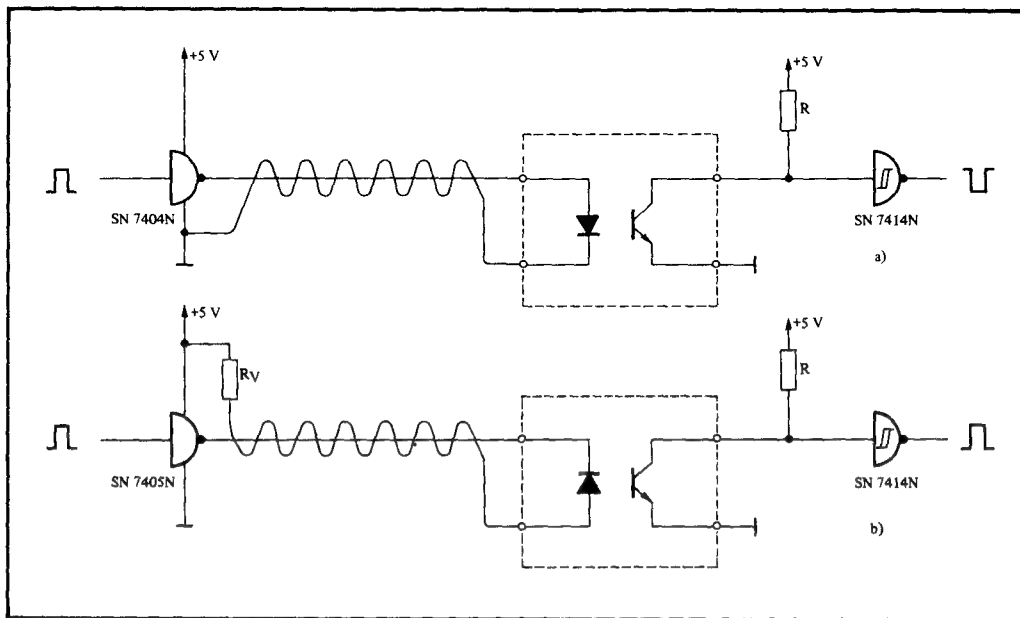 +5 V
+5 V
R
SN 7404N
SN 7414N
a)
+5 V
+5 V
RV
R
SN 7405N
SN 7414N
b)